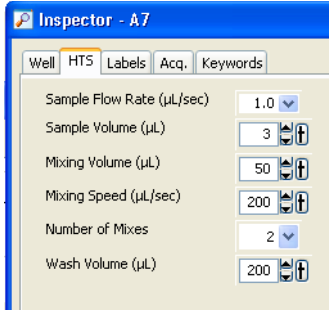 Inspector - A7
Well HTS Labels Acq. Keywords
Sample Flow Rate (µL/sec) 1.0
Sample Volume (µL) 3
Mixing Volume (µL) 50
Mixing Speed (µL/sec) 200
Number of Mixes 2
Wash Volume (µL) 200